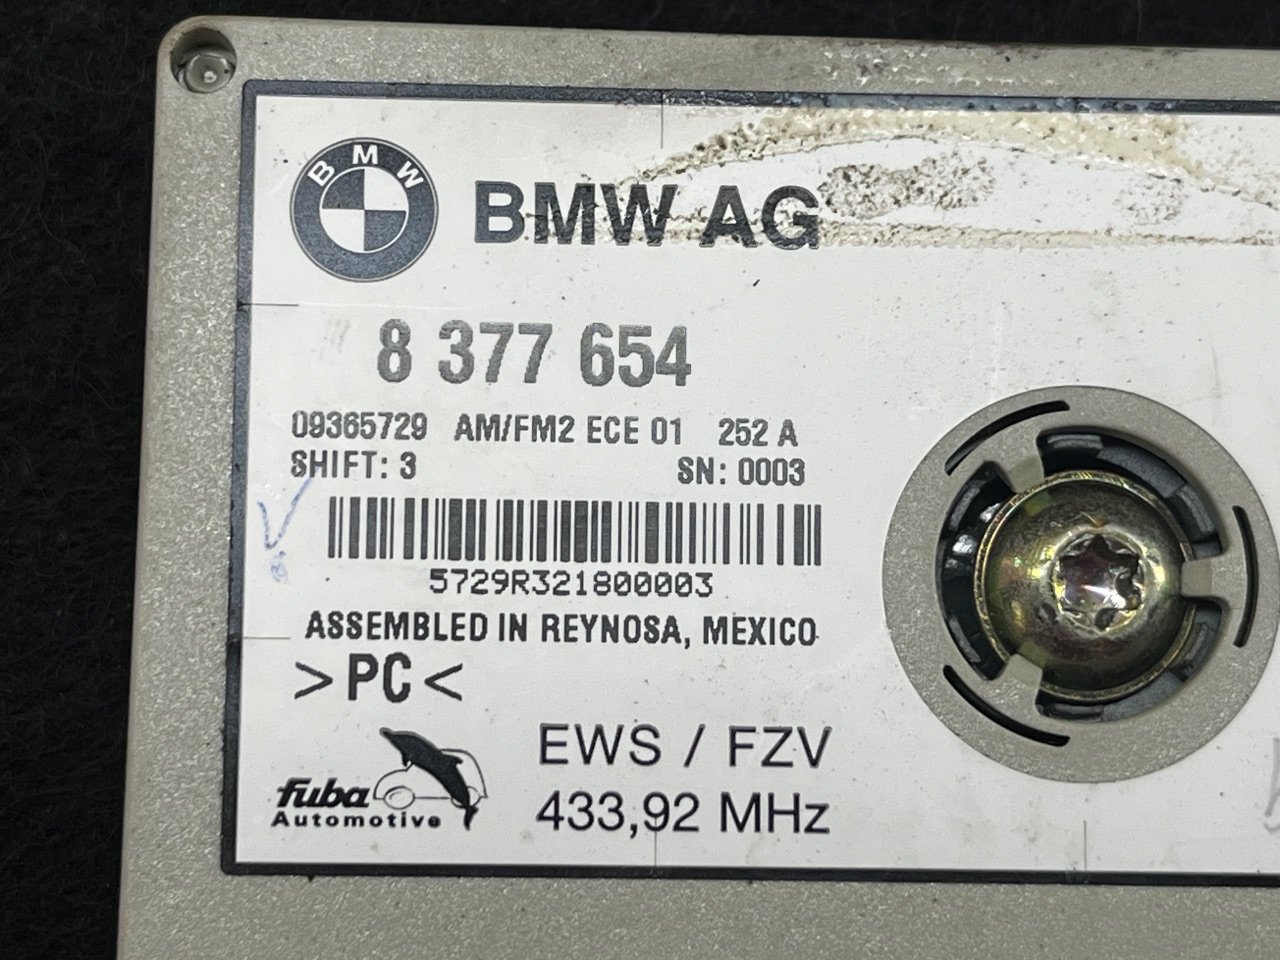 BMW
BMW AG
8 377 654
09365729 AM/FM2 ECE 01 252 A
SHIFT: 3 SN: 0003
5729R321800003
ASSEMBLED IN REYNOSA, MEXICO
>PC<
EWS / FZV
fuba
Automotive
433,92 MHz